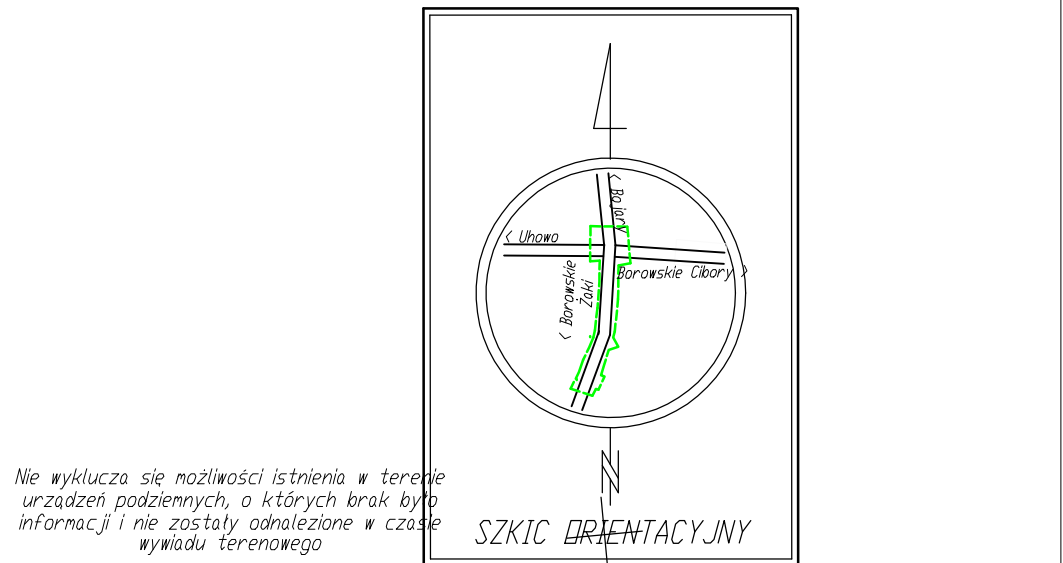 < Bojary
< Uhowo
Borowskie Cibory >
< Borowskie
Żaki
N
Nie wyklucza się możliwości istnienia w terenie
urządzeń podziemnych, o których brak było
informacji i nie zostały odnalezione w czasie
wywiadu terenowego
SZKIC ORIENTACYJNY